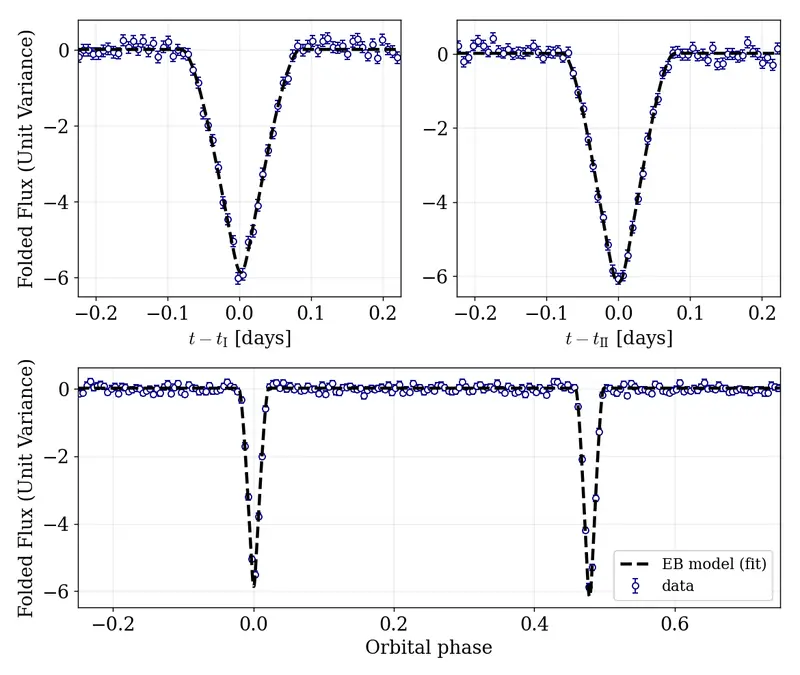 Folded Flux (Unit Variance)
0
−2
−4
−6
−0.2 −0.1 0.0 0.1 0.2
t − tI [days]
0
−2
−4
−6
−0.2 −0.1 0.0 0.1 0.2
t − tII [days]
Folded Flux (Unit Variance)
0
−2
−4
−6
EB model (fit)
data
−0.2 0.0 0.2 0.4 0.6
Orbital phase